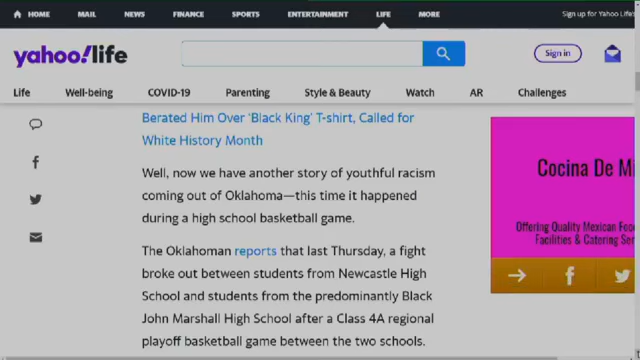 HOME MAIL NEWS FINANCE SPORTS ENTERTAINMENT LIFE MORE Sign up for Yahoo Life'
yahoo!life Sign in
Life Well-being COVID-19 Parenting Style & Beauty Watch AR Challenges
Berated Him Over ‘Black King’ T-shirt, Called for
White History Month
Well, now we have another story of youthful racism
coming out of Oklahoma—this time it happened
during a high school basketball game.
The Oklahoman reports that last Thursday, a fight
broke out between students from Newcastle High
School and students from the predominantly Black
John Marshall High School after a Class 4A regional
playoff basketball game between the two schools.
Cocina De Mi
Offering Quality Mexican Foo
Facilities & Catering Ser